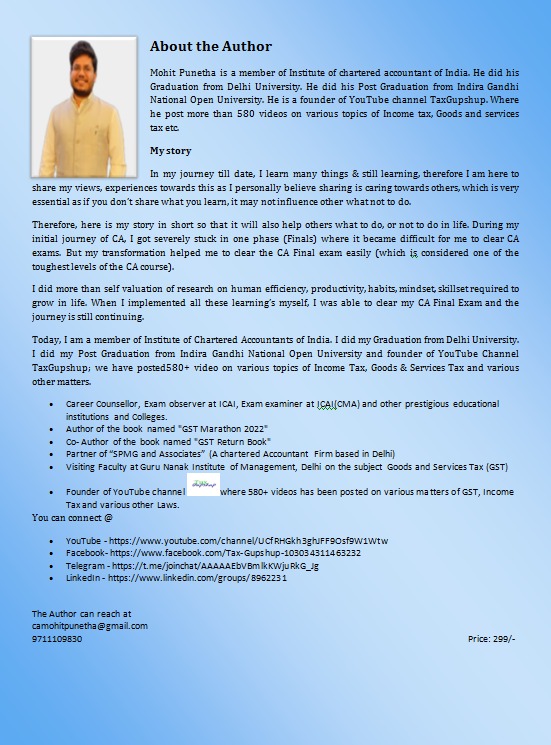 About the Author
Mohit Punetha is a member of Institute of chartered accountant of India. He did his
Graduation from Delhi University. He did his Post Graduation from Indira Gandhi
National Open University. He is a founder of YouTube channel TaxGupshup. Where
he post more than 580 videos on various topics of Income tax, Goods and services
tax etc.
My story
In my journey till date, I learn many things & still learning, therefore I am here to
share my views, experiences towards this as I personally believe sharing is caring towards others, which is very
essential as if you don't share what you learn, it may not influence other what not to do.
Therefore, here is my story in short so that it will also help others what to do, or not to do in life. During my
initial journey of CA, I got severely stuck in one phase (Finals) where it became difficult for me to clear CA
exams. But my transformation helped me to clear the CA Final exam easily (which is considered one of the
toughest levels of the CA course).
I did more than self valuation of research on human efficiency, productivity, habits, mindset, skillset required to
grow in life. When I implemented all these learning's myself, I was able to clear my CA Final Exam and the
journey is still continuing.
Today, I am a member of Institute of Chartered Accountants of India. I did my Graduation from Delhi University.
I did my Post Graduation from Indira Gandhi National Open University and founder of YouTube Channel
TaxGupshup; we have posted580+ video on various topics of Income Tax, Goods & Services Tax and various
other matters.
• Career Counsellor, Exam observer at ICAI, Exam examiner at ICAI(CMA) and other prestigious educational
institutions and Colleges.
• Author of the book named "GST Marathon 2022"
• Co- Author of the book named "GST Return Book"
• Partner of "SPMG and Associates" (A chartered Accountant Firm based in Delhi)
• Visiting Faculty at Guru Nanak Institute of Management, Delhi on the subject Goods and Services Tax (GST)
• Founder of YouTube channel where 580+ videos has been posted on various matters of GST, Income
Tax and various other Laws.
You can connect @
• YouTube - https://www.youtube.com/channel/UCfRHGkh3ghJFF9Osf9W1Wtw
• Facebook- https://www.facebook.com/Tax-Gupshup-103034311463232
• Telegram - https://t.me/joinchat/AAAAAEbVBmlkKWjuRkG_Jg
• LinkedIn - https://www.linkedin.com/groups/8962231
The Author can reach at
camohitpunetha@gmail.com
9711109830
Price: 299/-